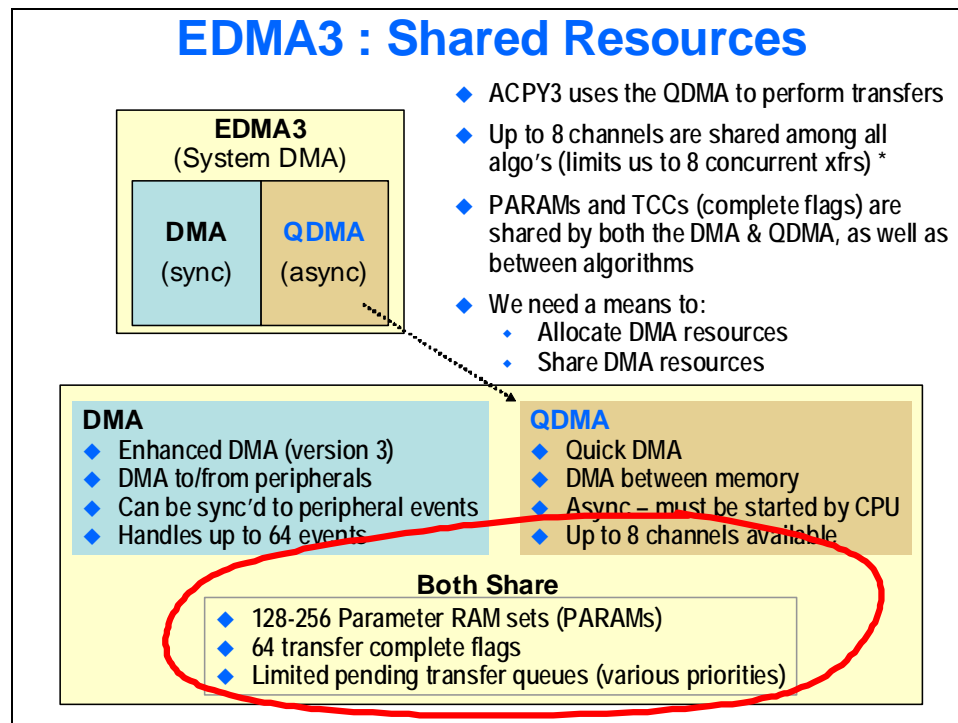 EDMA3 : Shared Resources
EDMA3
(System DMA)
DMA
(sync)
QDMA
(async)
◆ ACPY3 uses the QDMA to perform transfers
◆ Up to 8 channels are shared among all
algo's (limits us to 8 concurrent xfrs) *
◆ PARAMs and TCCs (complete flags) are
shared by both the DMA & QDMA, as well as
between algorithms
◆ We need a means to:
◆ Allocate DMA resources
◆ Share DMA resources
DMA
◆ Enhanced DMA (version 3)
◆ DMA to/from peripherals
◆ Can be sync'd to peripheral events
◆ Handles up to 64 events
QDMA
◆ Quick DMA
◆ DMA between memory
◆ Async – must be started by CPU
◆ Up to 8 channels available
Both Share
◆ 128-256 Parameter RAM sets (PARAMs)
◆ 64 transfer complete flags
◆ Limited pending transfer queues (various priorities)